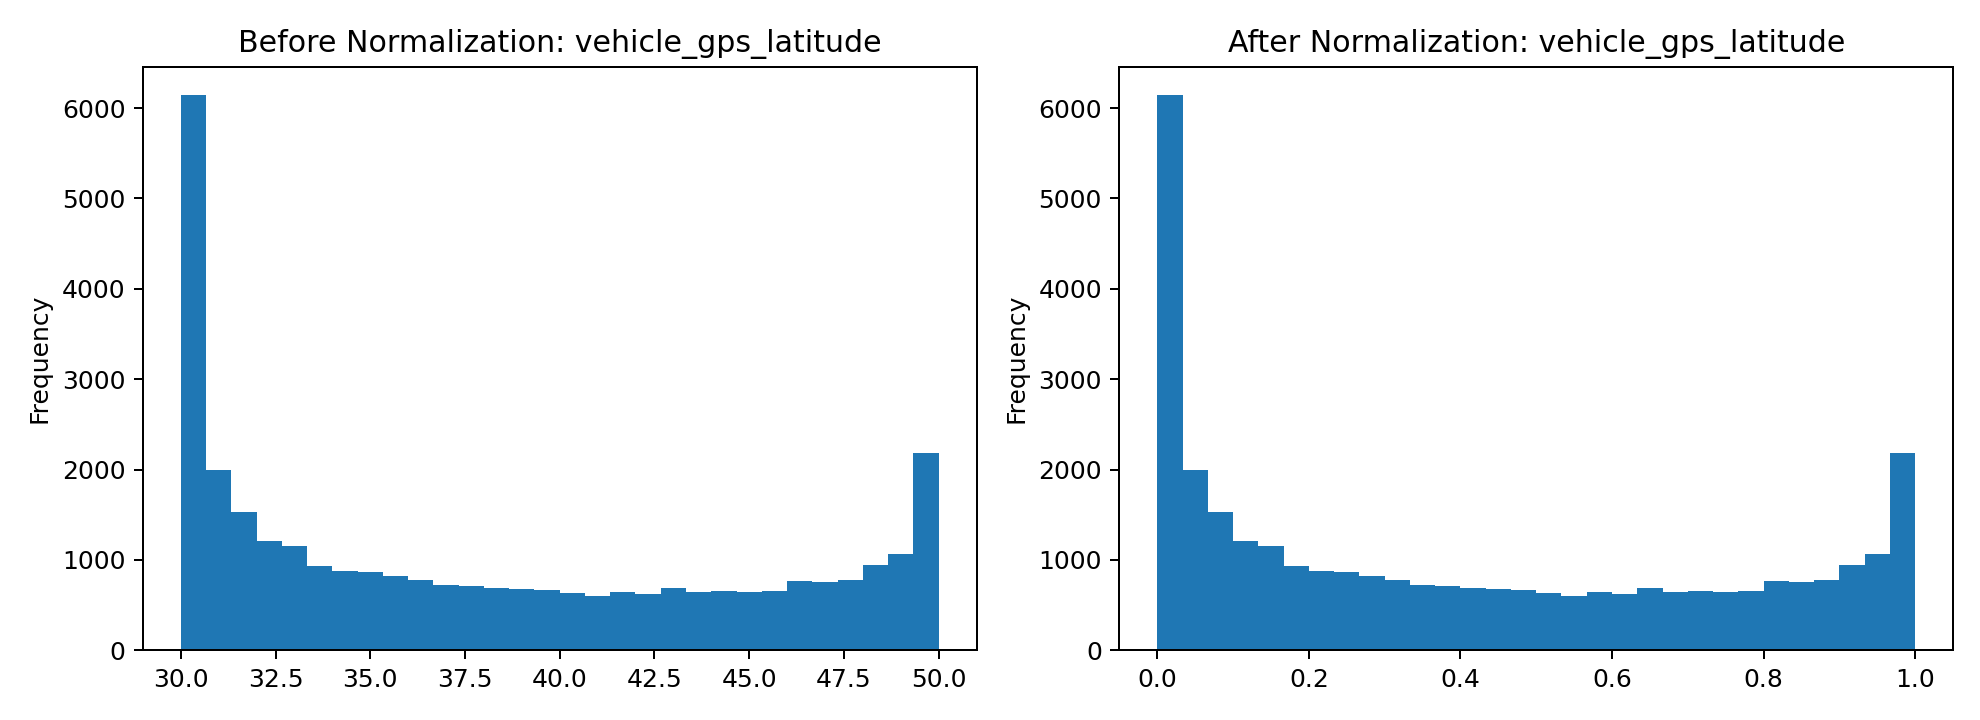 Before Normalization: vehicle_gps_latitude
Frequency
6000
5000
4000
3000
2000
1000
0
30.0 32.5 35.0 37.5 40.0 42.5 45.0 47.5 50.0
After Normalization: vehicle_gps_latitude
Frequency
6000
5000
4000
3000
2000
1000
0
0.0 0.2 0.4 0.6 0.8 1.0